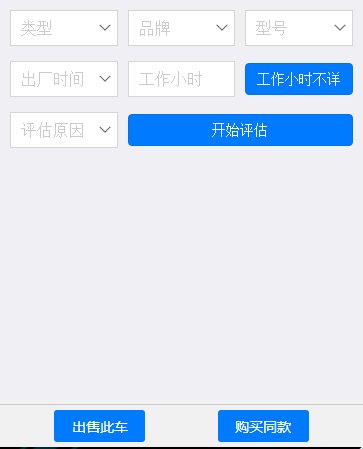 类型 品牌 型号
出厂时间 工作小时 工作小时不详
评估原因 开始评估
出售此车 购买同款